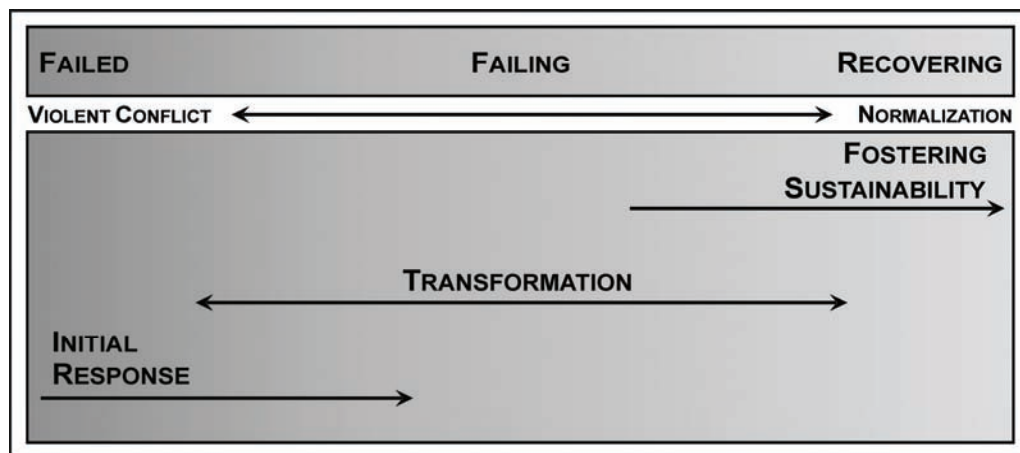 FAILED FAILING RECOVERING
VIOLENT CONFLICT NORMALIZATION
FOSTERING
SUSTAINABILITY
TRANSFORMATION
INITIAL
RESPONSE